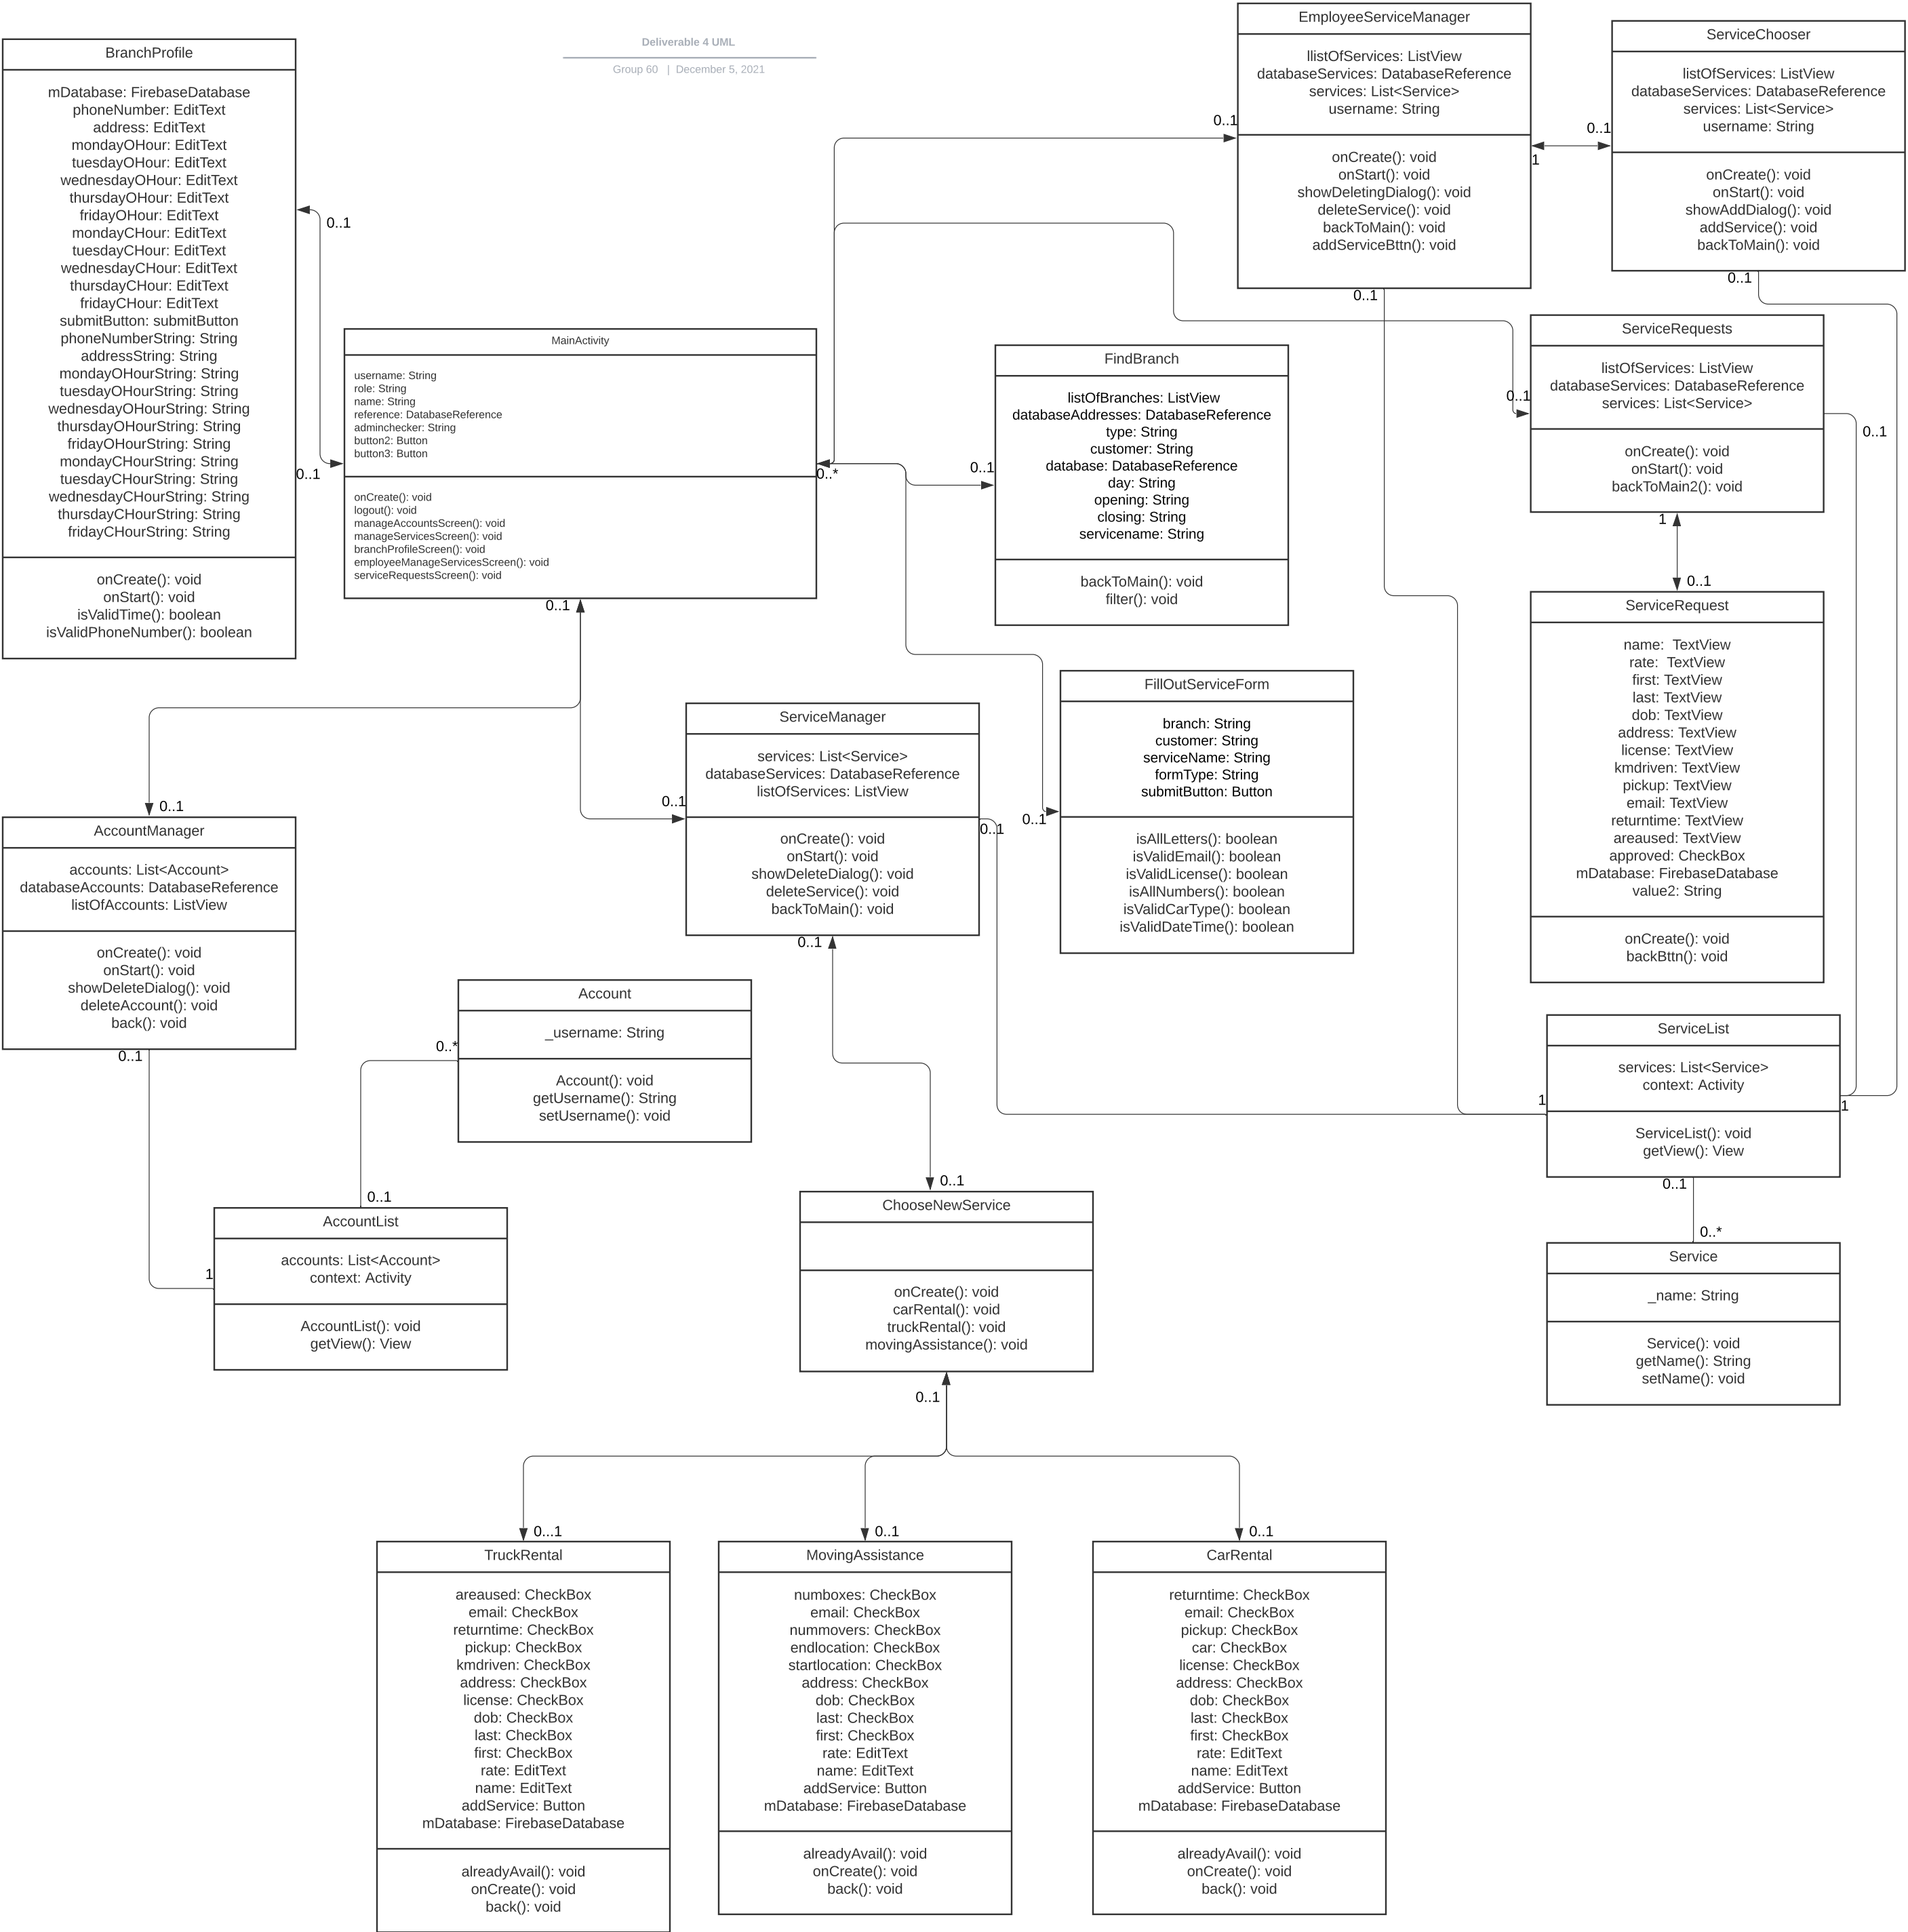 Deliverable 4 UML
Group 60 | December 5, 2021
BranchProfile
mDatabase: FirebaseDatabase
phoneNumber: EditText
address: EditText
mondayOHour: EditText
tuesdayOHour: EditText
wednesdayOHour: EditText
thursdayOHour: EditText
fridayOHour: EditText
mondayCHour: EditText
tuesdayCHour: EditText
wednesdayCHour: EditText
thursdayCHour: EditText
fridayCHour: EditText
submitButton: submitButton
phoneNumberString: String
addressString: String
mondayOHourString: String
tuesdayOHourString: String
wednesdayOHourString: String
thursdayOHourString: String
fridayOHourString: String
mondayCHourString: String
tuesdayCHourString: String
wednesdayCHourString: String
thursdayCHourString: String
fridayCHourString: String
onCreate(): void
onStart(): void
isValidTime(): boolean
isValidPhoneNumber(): boolean
0..1
0..1
MainActivity
username: String
role: String
name: String
reference: DatabaseReference
adminchecker: String
button2: Button
button3: Button
onCreate(): void
logout(): void
manageAccountsScreen(): void
manageServicesScreen(): void
branchProfileScreen(): void
employeeManageServicesScreen(): void
serviceRequestsScreen(): void
0..*
0..1
EmployeeServiceManager
llistOfServices: ListView
databaseServices: DatabaseReference
services: List<Service>
username: String
onCreate(): void
onStart(): void
showDeletingDialog(): void
deleteService(): void
backToMain(): void
addServiceBttn(): void
0..1
1
0..1
0..1
ServiceChooser
listOfServices: ListView
databaseServices: DatabaseReference
services: List<Service>
username: String
onCreate(): void
onStart(): void
showAddDialog(): void
addService(): void
backToMain(): void
0..1
FindBranch
listOfBranches: ListView
databaseAddresses: DatabaseReference
type: String
customer: String
database: DatabaseReference
day: String
opening: String
closing: String
servicename: String
backToMain(): void
filter(): void
0..1
ServiceRequests
listOfServices: ListView
databaseServices: DatabaseReference
services: List<Service>
onCreate(): void
onStart(): void
backToMain2(): void
0..1
0..1
1
0..1
ServiceRequest
name:  TextView
rate:  TextView
first: TextView
last: TextView
dob: TextView
address: TextView
license: TextView
kmdriven: TextView
pickup: TextView
email: TextView
returntime: TextView
areaused: TextView
approved: CheckBox
mDatabase: FirebaseDatabase
value2: String
onCreate(): void
backBttn(): void
FillOutServiceForm
branch: String
customer: String
serviceName: String
formType: String
submitButton: Button
isAllLetters(): boolean
isValidEmail(): boolean
isValidLicense(): boolean
isAllNumbers(): boolean
isValidCarType(): boolean
isValidDateTime(): boolean
0..1
ServiceManager
services: List<Service>
databaseServices: DatabaseReference
listOfServices: ListView
onCreate(): void
onStart(): void
showDeleteDialog(): void
deleteService(): void
backToMain(): void
0..1
0..1
0..1
0..1
AccountManager
accounts: List<Account>
databaseAccounts: DatabaseReference
listOfAccounts: ListView
onCreate(): void
onStart(): void
showDeleteDialog(): void
deleteAccount(): void
back(): void
0..1
Account
_username: String
Account(): void
getUsername(): String
setUsername(): void
0..*
0..1
1
AccountList
accounts: List<Account>
context: Activity
AccountList(): void
getView(): View
ServiceList
services: List<Service>
context: Activity
ServiceList(): void
getView(): View
1
1
0..1
0..*
Service
_name: String
Service(): void
getName(): String
setName(): void
0..1
ChooseNewService
onCreate(): void
carRental(): void
truckRental(): void
movingAssistance(): void
0..1
0...1
TruckRental
areaused: CheckBox
email: CheckBox
returntime: CheckBox
pickup: CheckBox
kmdriven: CheckBox
address: CheckBox
license: CheckBox
dob: CheckBox
last: CheckBox
first: CheckBox
rate: EditText
name: EditText
addService: Button
mDatabase: FirebaseDatabase
alreadyAvail(): void
onCreate(): void
back(): void
0..1
MovingAssistance
numboxes: CheckBox
email: CheckBox
nummovers: CheckBox
endlocation: CheckBox
startlocation: CheckBox
address: CheckBox
dob: CheckBox
last: CheckBox
first: CheckBox
rate: EditText
name: EditText
addService: Button
mDatabase: FirebaseDatabase
alreadyAvail(): void
onCreate(): void
back(): void
0..1
CarRental
returntime: CheckBox
email: CheckBox
pickup: CheckBox
car: CheckBox
license: CheckBox
address: CheckBox
dob: CheckBox
last: CheckBox
first: CheckBox
rate: EditText
name: EditText
addService: Button
mDatabase: FirebaseDatabase
alreadyAvail(): void
onCreate(): void
back(): void